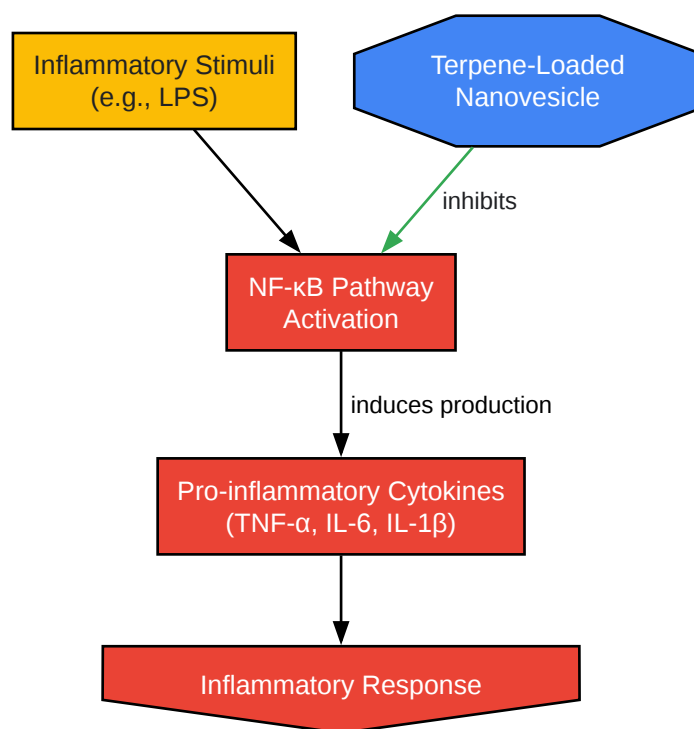 Inflammatory Stimuli
(e.g., LPS)
Terpene-Loaded
Nanovesicle
inhibits
NF-κB Pathway
Activation
induces production
Pro-inflammatory Cytokines
(TNF-α, IL-6, IL-1β)
Inflammatory Response